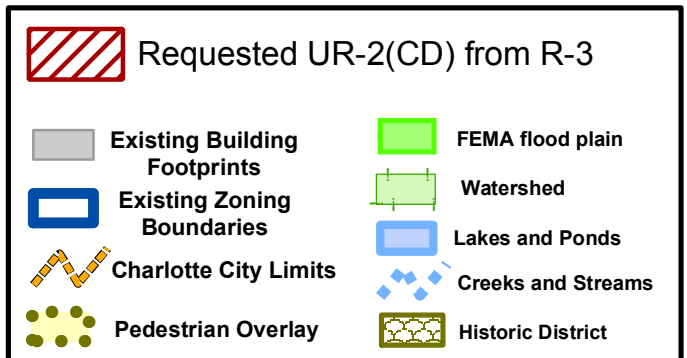 Requested UR-2(CD) from R-3
Existing Building
Footprints
Existing Zoning
Boundaries
Charlotte City Limits
Pedestrian Overlay
FEMA flood plain
Watershed
Lakes and Ponds
Creeks and Streams
Historic District